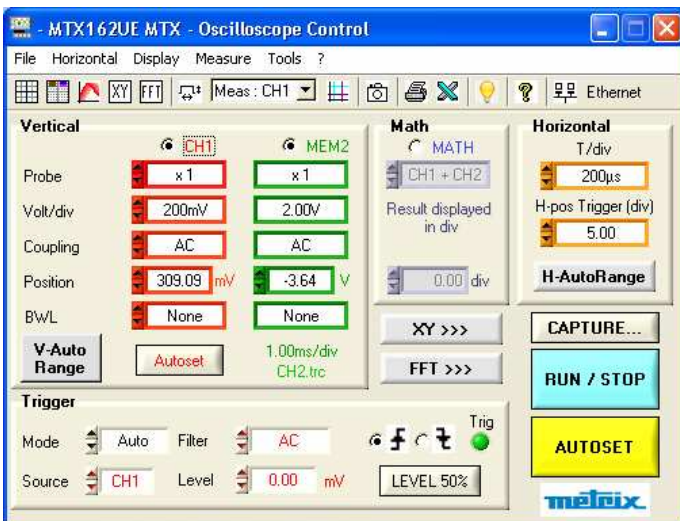 - MTX162UE MTX - Oscilloscope Control
File Horizontal Display Measure Tools ?
XY FFT Meas : CH1 ? Ethernet
Vertical
CH1 MEM2
Probe x 1 x 1
Volt/div 200mV 2.00V
Coupling AC AC
Position 309.09 mV -3.64 V
BWL None None
V-Auto
Range
Autoset
1.00ms/div
CH2.trc
Math
MATH
CH1 + CH2
Result displayed
in div
0.00 div
XY >>>
FFT >>>
Horizontal
T/div
200µs
H-pos Trigger (div)
5.00
H-AutoRange
CAPTURE...
RUN / STOP
AUTOSET
Trigger
Mode Auto Filter AC Trig
Source CH1 Level 0.00 mV LEVEL 50%
metrix